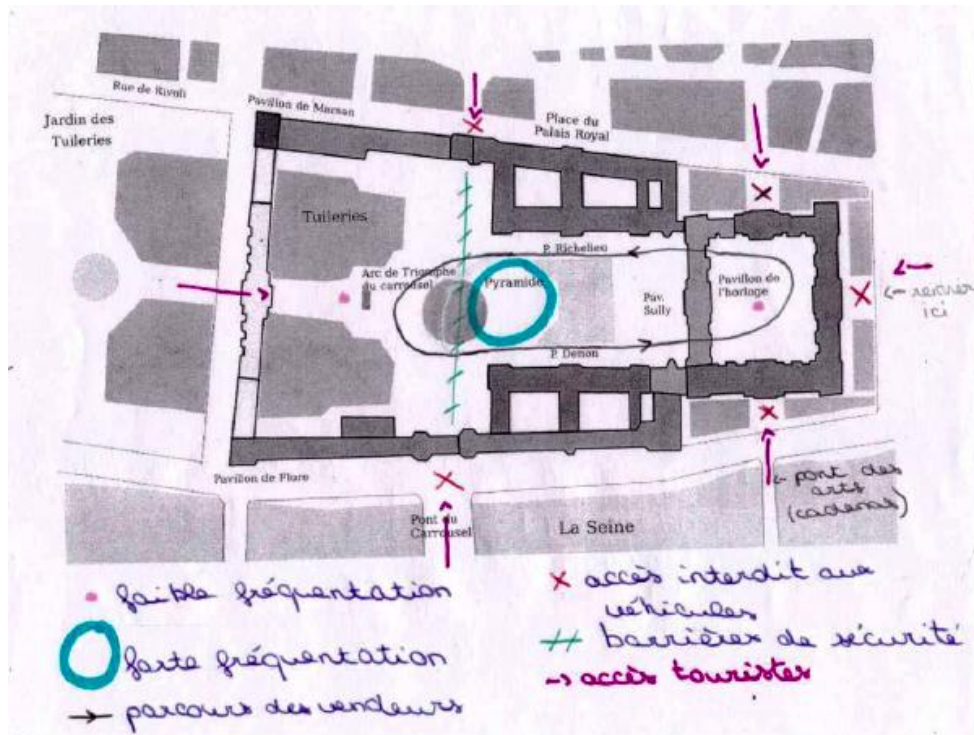 Rue de Rivoli
Pavillon de Marsan
Jardin des
Tuileries
Place du
Palais Royal
Tuileries
P. Richelieu
Arc de Triomphe
du carrousel
Pyramide
Pavillon de
l'horloge
Pav.
Sully
← rentrer
ici
P. Denon
Pavillon de Flore
Pont du
Carrousel
La Seine
← pont des
arts
(cadenas)
faible fréquentation
forte fréquentation
→ parcours des vendeurs
accès interdit aux
véhicules
barrières de sécurité
→ accès touristes